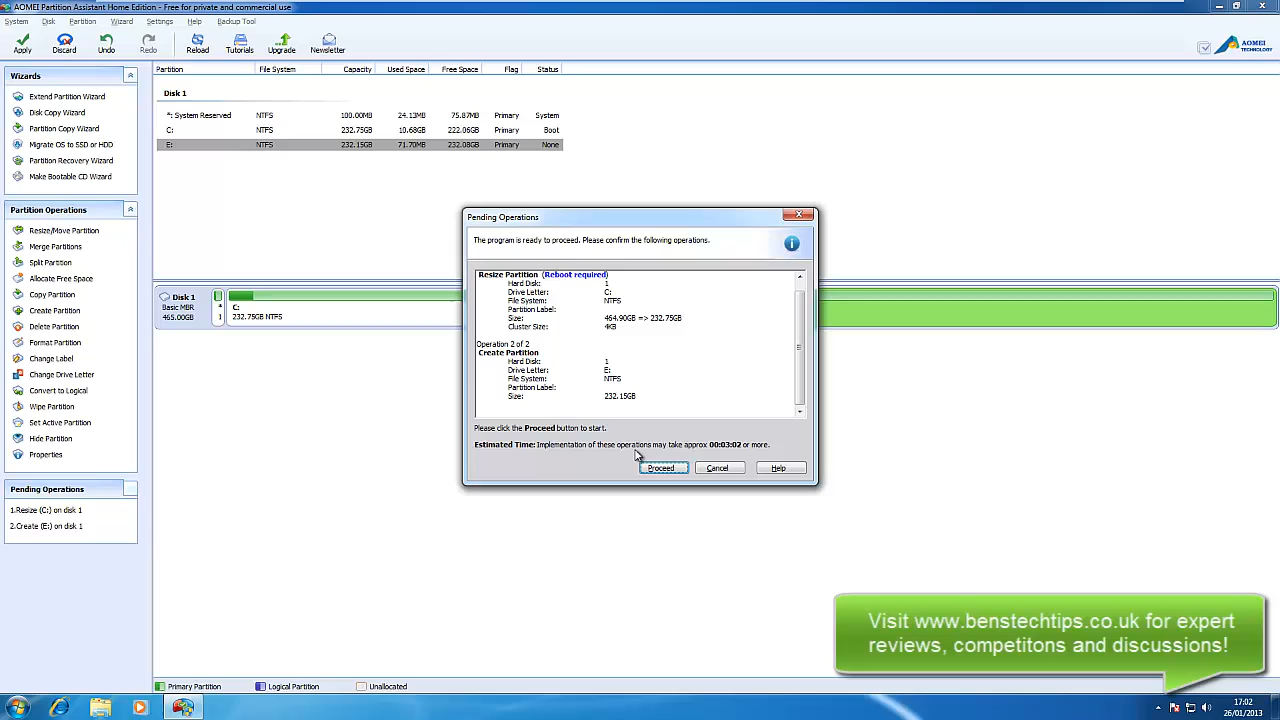 AOMEI Partition Assistant Home Edition - Free for private and commercial use
System Disk Partition Wizard Settings Help Backup Tool
Apply Discard Undo Redo Reload Tutorials Upgrade Newsletter
AOMEI
TECHNOLOGY
Wizards
Extend Partition Wizard
Disk Copy Wizard
Partition Copy Wizard
Migrate OS to SSD or HDD
Partition Recovery Wizard
Make Bootable CD Wizard
Partition Operations
Resize/Move Partition
Merge Partitions
Split Partition
Allocate Free Space
Copy Partition
Create Partition
Delete Partition
Format Partition
Change Label
Change Drive Letter
Convert to Logical
Wipe Partition
Set Active Partition
Hide Partition
Properties
Pending Operations
1.Resize (C:) on disk 1
2.Create (E:) on disk 1
Partition File System Capacity Used Space Free Space Flag Status
Disk 1
*: System Reserved NTFS 100.00MB 24.13MB 75.87MB Primary System
C: NTFS 232.75GB 10.68GB 222.06GB Primary Boot
E: NTFS 232.15GB 71.70MB 232.08GB Primary None
Disk 1
Basic MBR
465.00GB
*
1
C:
232.75GB NTFS
Pending Operations
The program is ready to proceed. Please confirm the following operations.
Resize Partition (Reboot required)
Hard Disk: 1
Drive Letter: C:
File System: NTFS
Partition Label:
Size: 464.90GB => 232.75GB
Cluster Size: 4KB
Operation 2 of 2
Create Partition
Hard Disk: 1
Drive Letter: E:
File System: NTFS
Partition Label:
Size: 232.15GB
Please click the Proceed button to start.
Estimated Time: Implementation of these operations may take approx 00:03:02 or more.
Proceed Cancel Help
Visit www.benstechtips.co.uk for expert
reviews, competitons and discussions!
Primary Partition Logical Partition Unallocated
17:02
26/01/2013